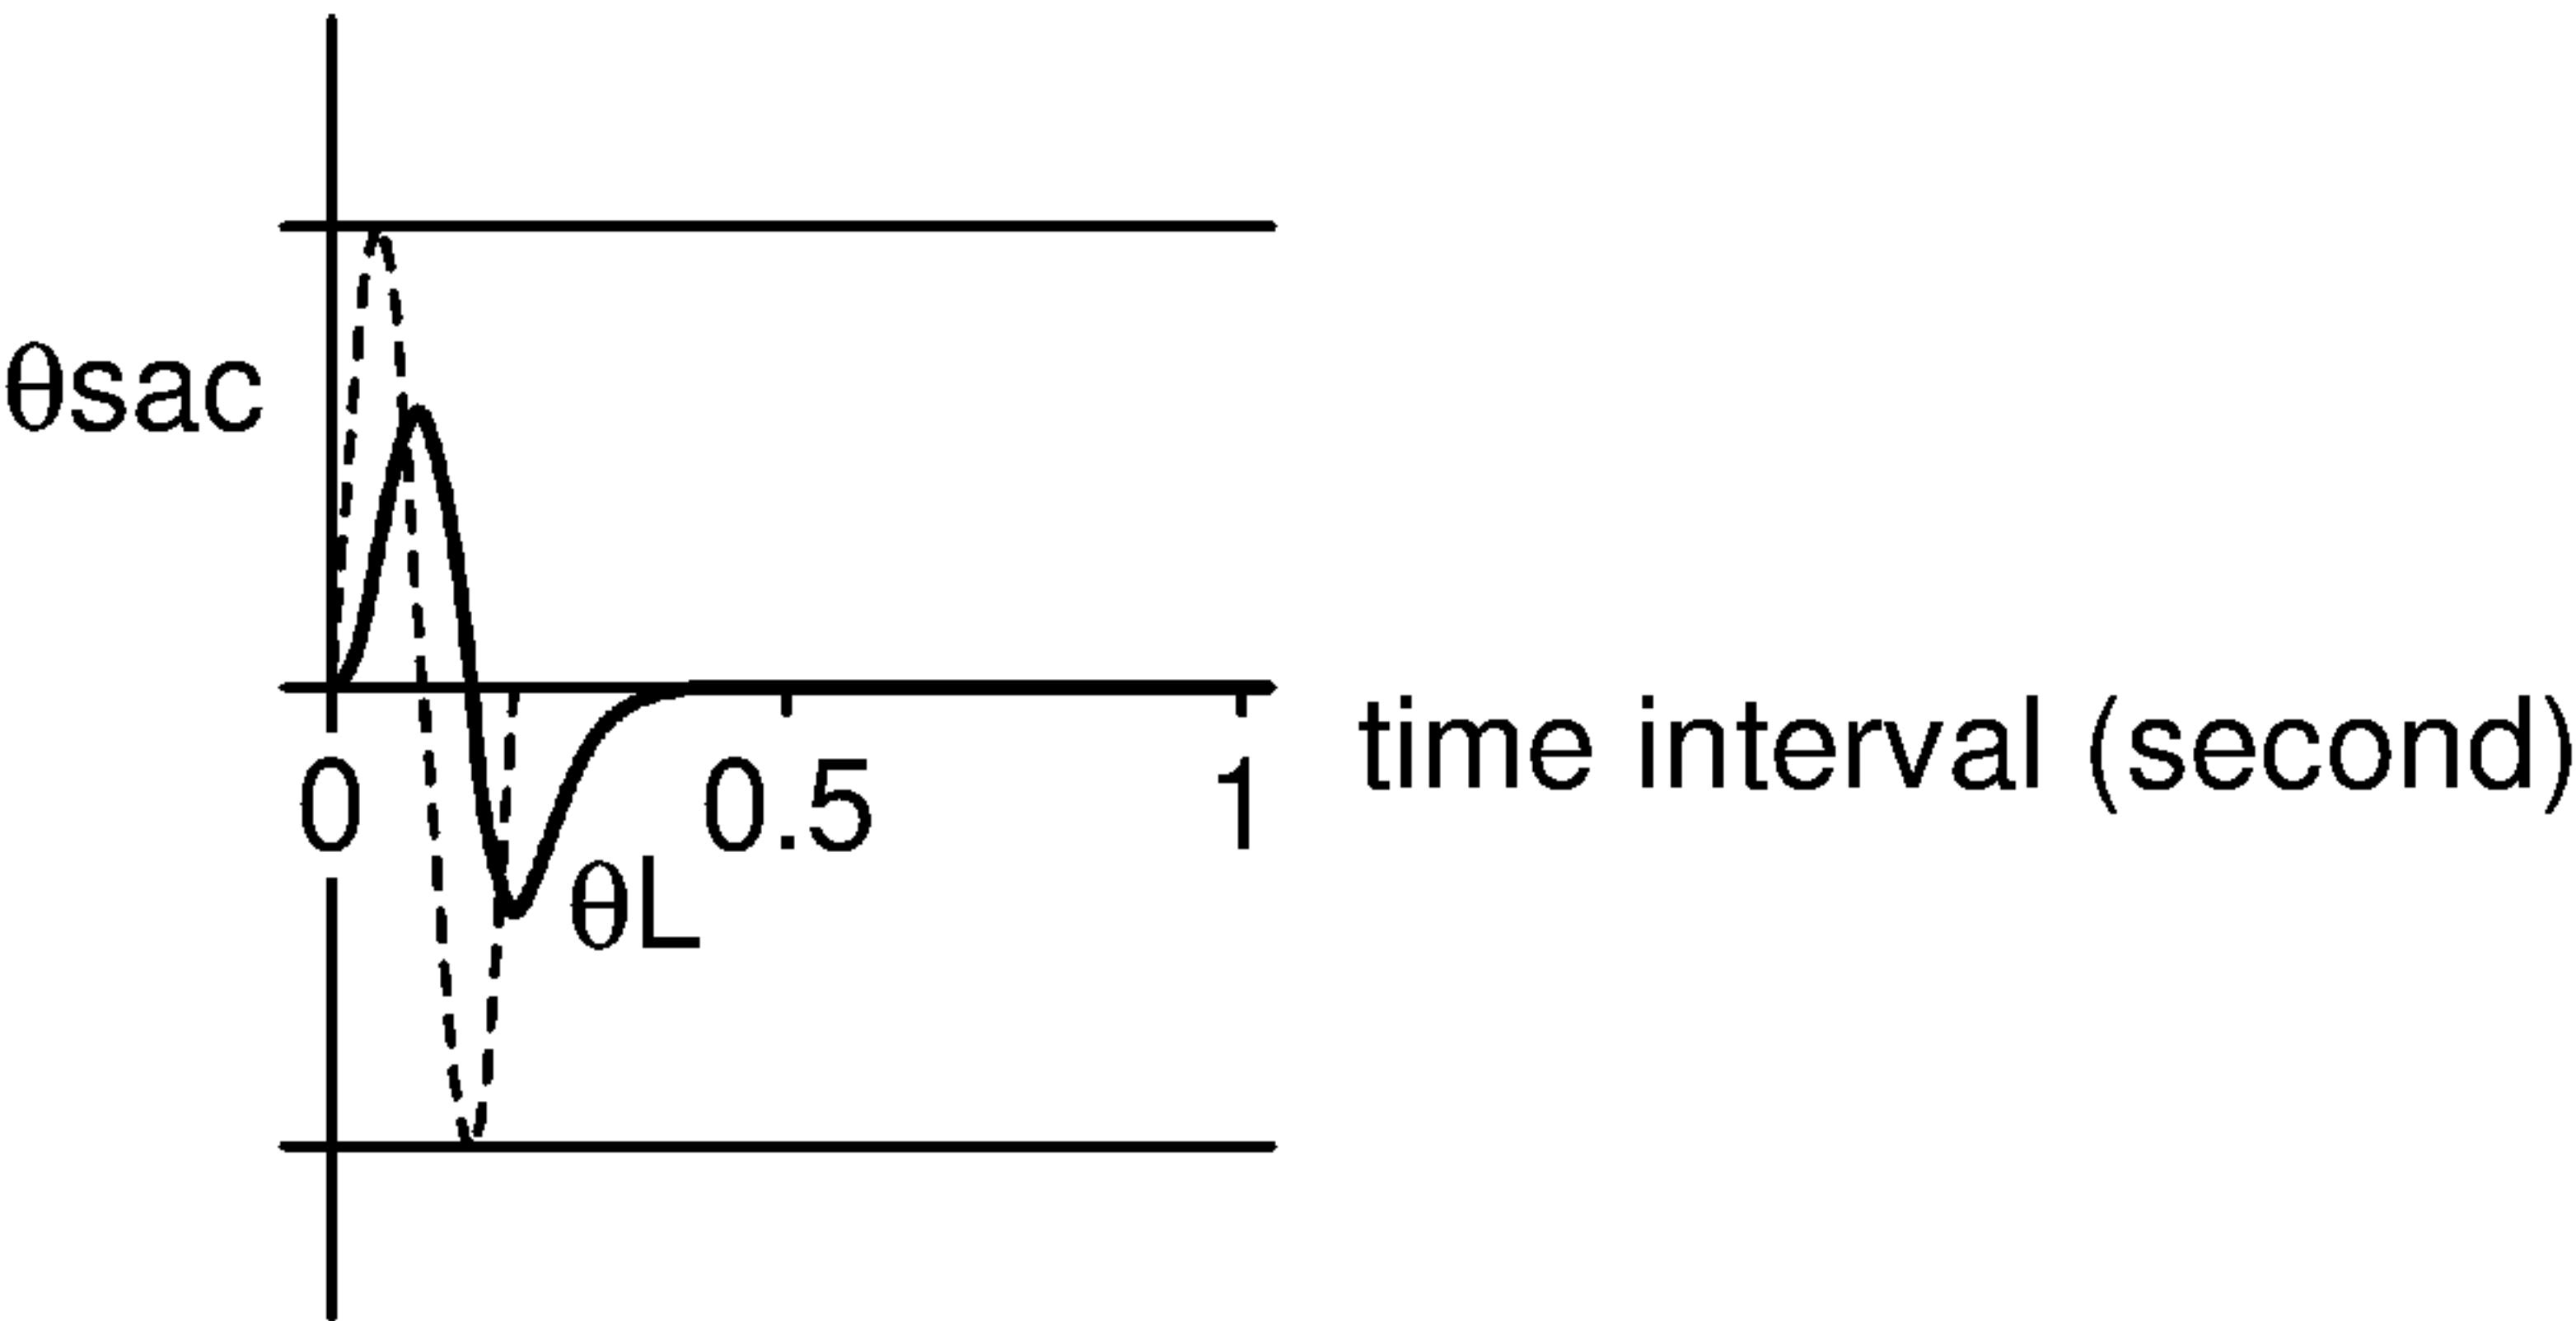 θsac
0 0.5 1 time interval (second)
θL